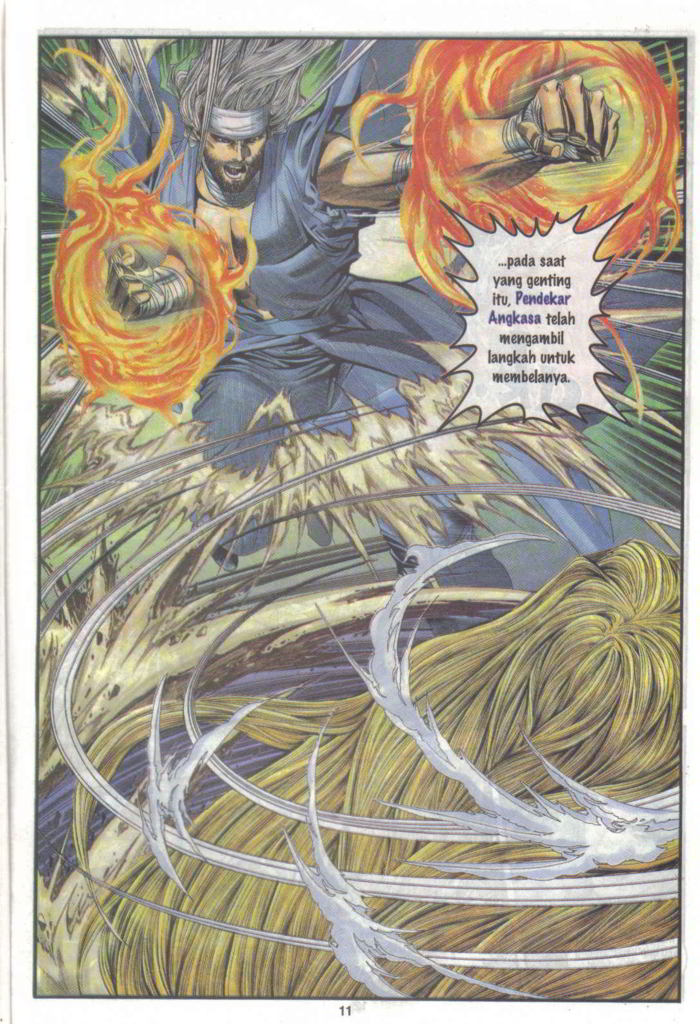 ...pada saat
yang genting
itu, Pendekar
Angkasa telah
mengambil
langkah untuk
membelanya.
11